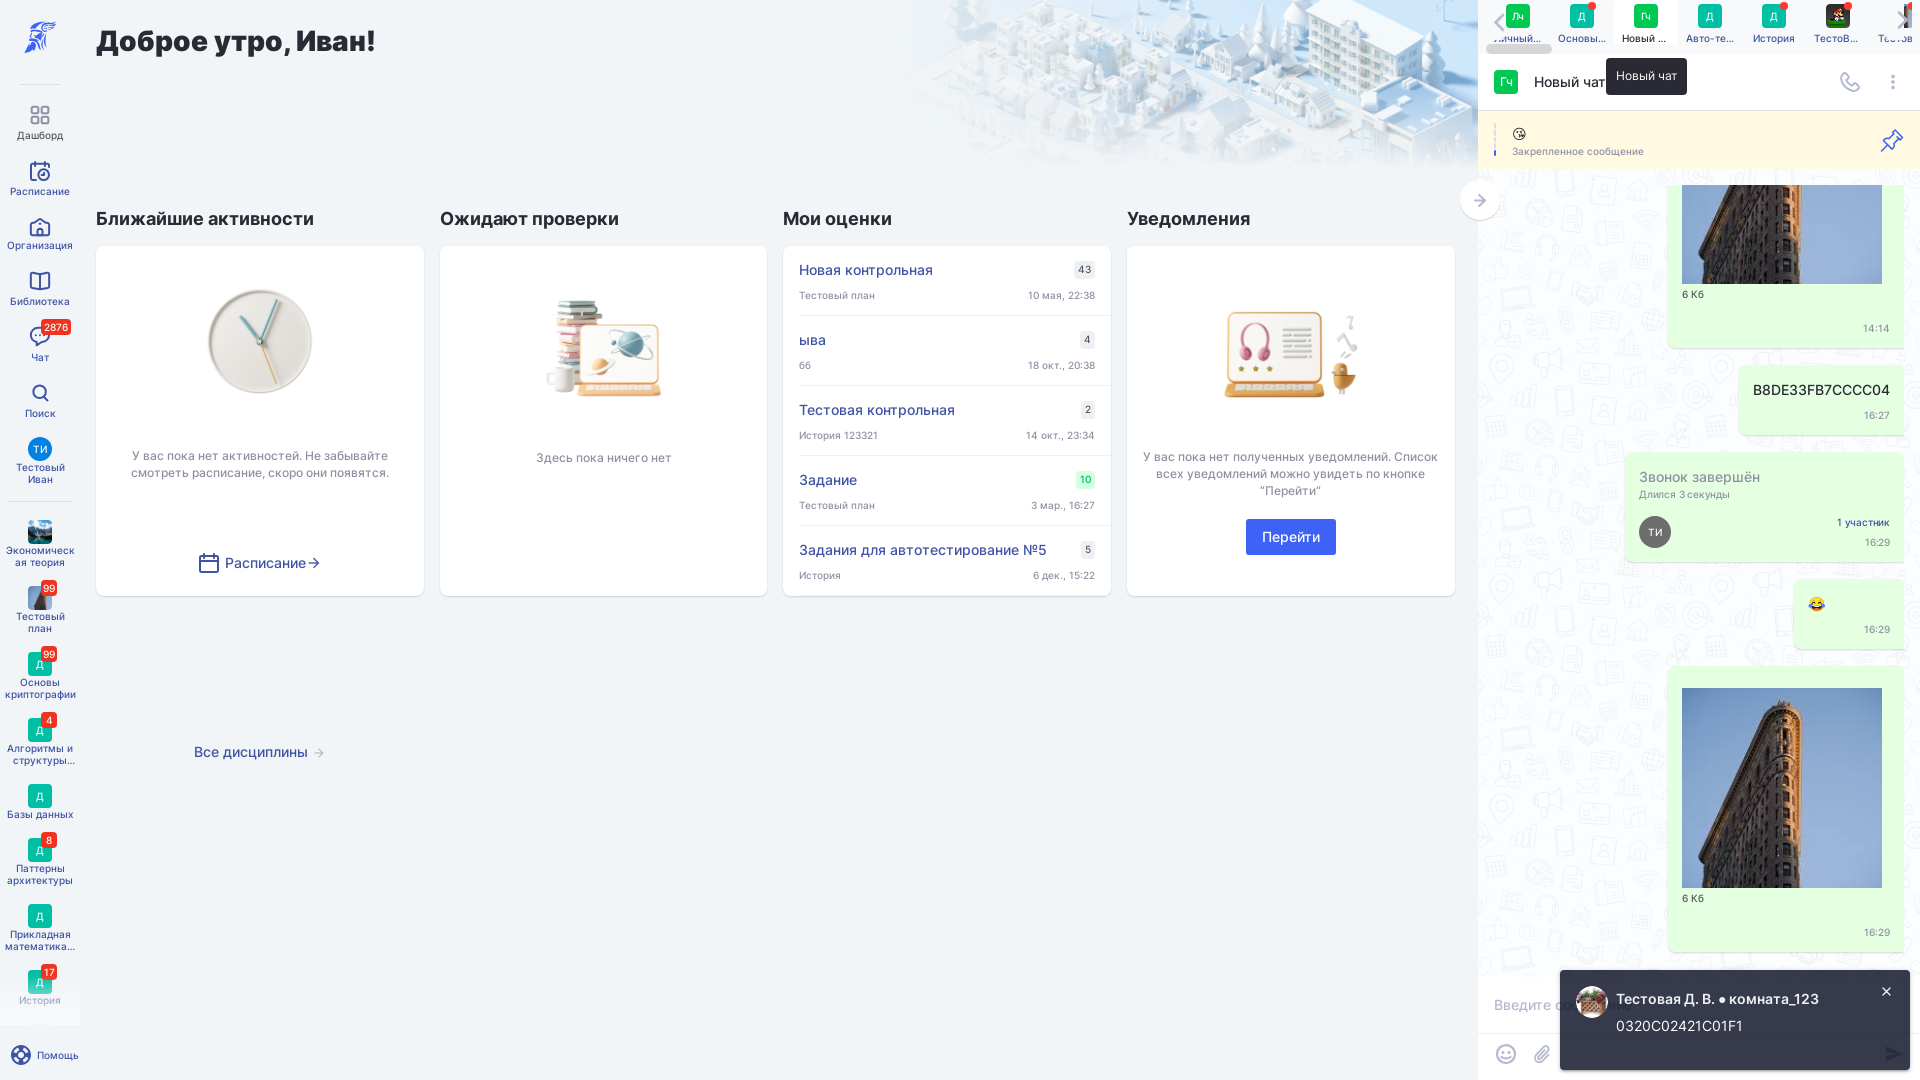 Дашборд
Расписание
Организация
Библиотека
2876
Чат
Поиск
ТИ
Тестовый
Иван
Экономическ
ая теория
99
Тестовый
план
99
Д
Основы
криптографии
4
Д
Алгоритмы и
структуры...
Д
Базы данных
8
Д
Паттерны
архитектуры
Д
Прикладная
математика...
17
Д
История
Помощь
Доброе утро, Иван!
Ближайшие активности
У вас пока нет активностей. Не забывайте
смотреть расписание, скоро они появятся.
Расписание
Ожидают проверки
Здесь пока ничего нет
Мои оценки
Новая контрольная
43
Тестовый план
10 мая, 22:38
ыва
4
бб
18 окт., 20:38
Тестовая контрольная
2
История 123321
14 окт., 23:34
Задание
10
Тестовый план
3 мар., 16:27
Задания для автотестирование №5
5
История
6 дек., 15:22
Уведомления
У вас пока нет полученных уведомлений. Список
всех уведомлений можно увидеть по кнопке
“Перейти”
Перейти
Все дисциплины
Лч
Личный...
Д
Основы...
Гч
Новый ...
Д
Авто-те...
Д
История
ТестоВ...
Гч
Новый чат
Новый чат
Закрепленное сообщение
6 Кб
14:14
B8DE33FB7CCCC04
16:27
Звонок завершён
Длился 3 секунды
ТИ
1 участник
16:29
😂
16:29
6 Кб
16:29
Тестовая Д. В. ● комната_123
0320C02421C01F1